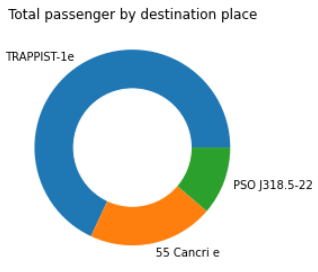 Total passenger by destination place
TRAPPIST-1e
PSO J318.5-22
55 Cancri e